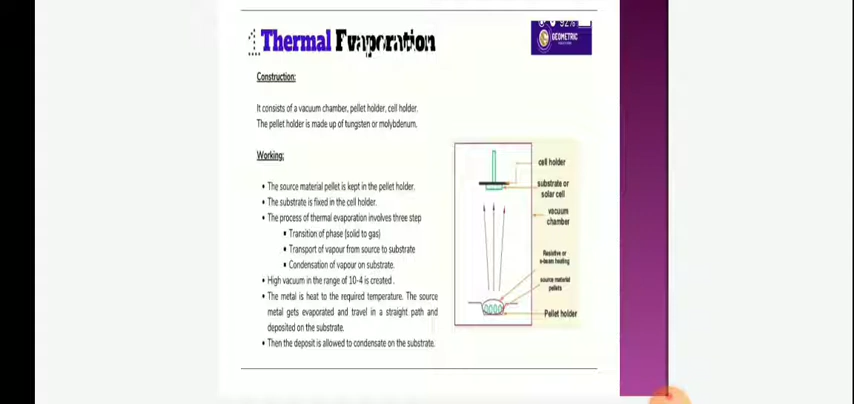 92%
1 Thermal Evaporation
GEOMETRIC
Construction:
It consists of a vacuum chamber, pellet holder, cell holder.
The pellet holder is made up of tungsten or molybdenum.
Working:
• The source material pellet is kept in the pellet holder.
• The substrate is fixed in the cell holder.
• The process of thermal evaporation involves three step
▪ Transition of phase (solid to gas)
▪ Transport of vapour from source to substrate
▪ Condensation of vapour on substrate.
• High vacuum in the range of 10-4 is created .
• The metal is heat to the required temperature. The source
metal gets evaporated and travel in a straight path and
deposited on the substrate.
• Then the deposit is allowed to condensate on the substrate.
cell holder
substrate or
solar cell
vacuum
chamber
Resistive or
e-beam heating
source material
pellets
Pellet holder